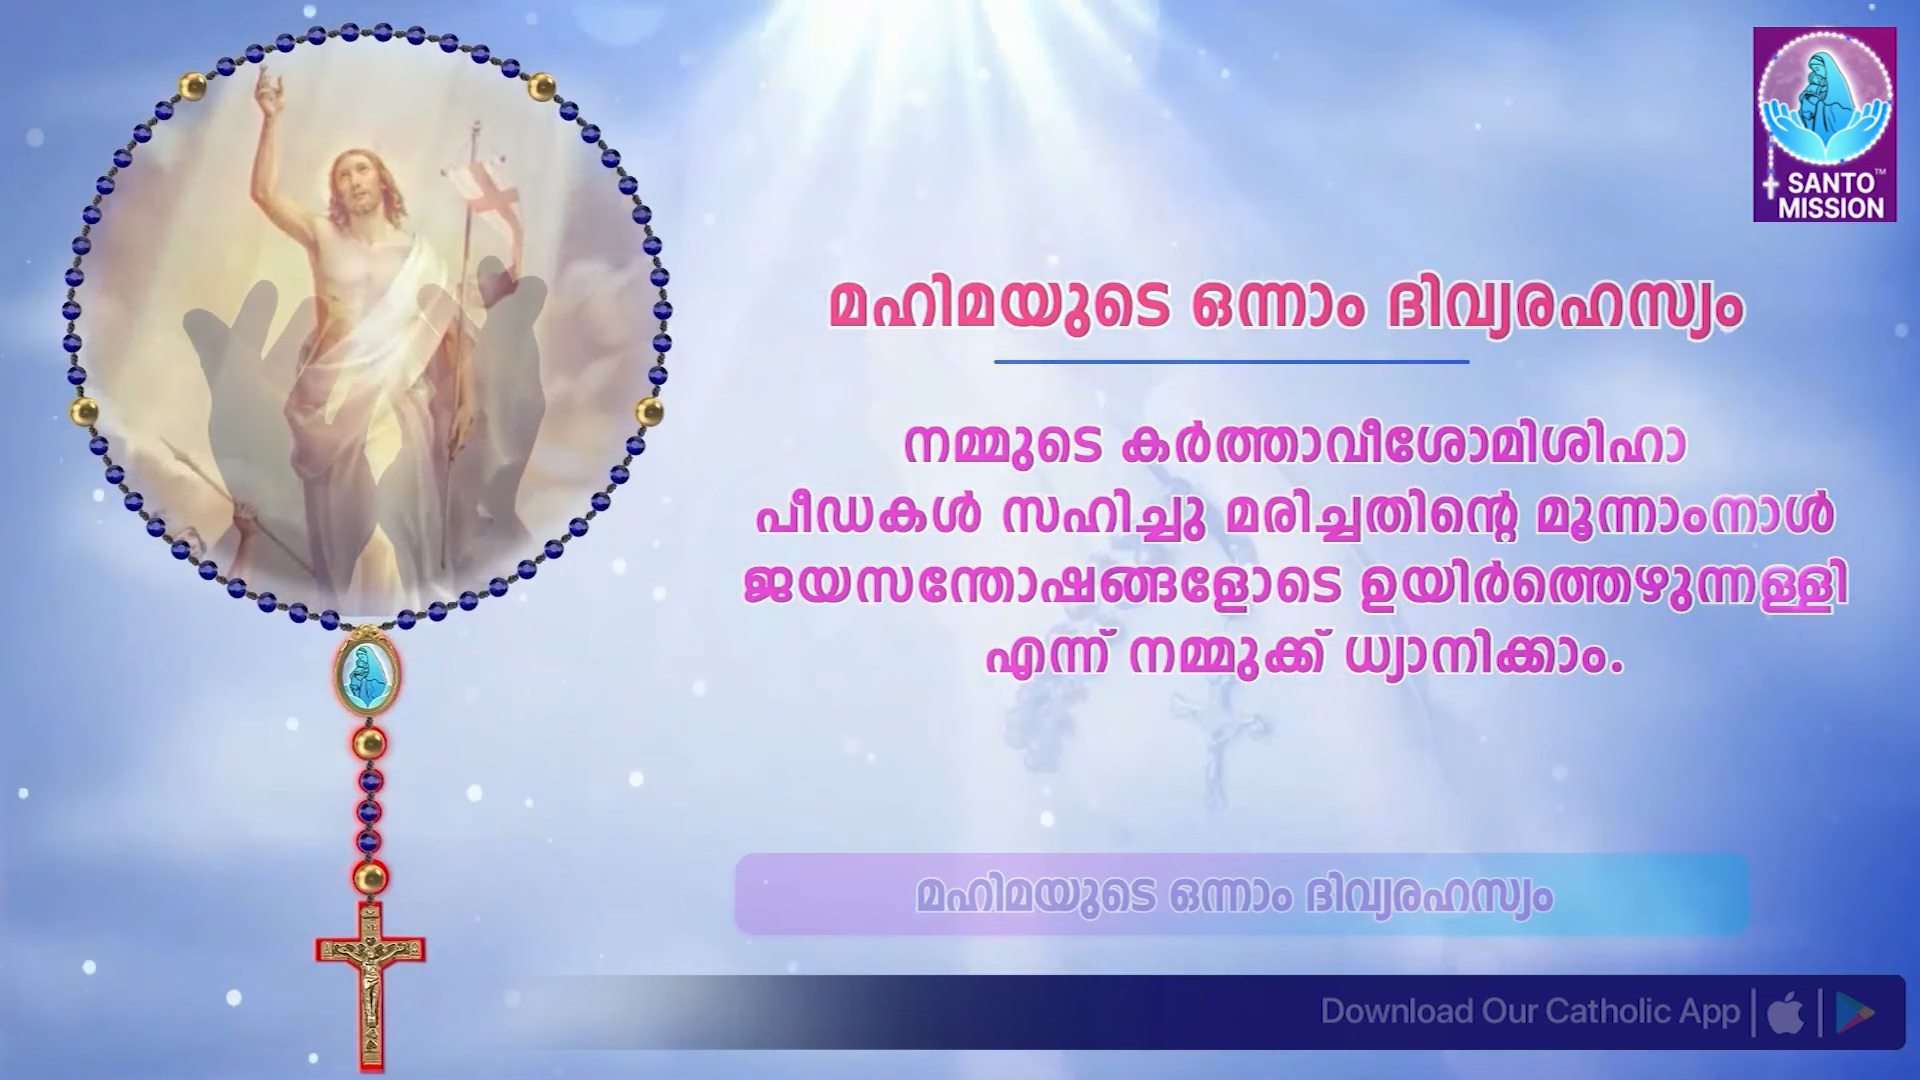 SANTO™
MISSION
മഹിമയുടെ ഒന്നാം ദിവ്യരഹസ്യം
നമ്മുടെ കർത്താവീശോമിശിഹാ
പീഡകൾ സഹിച്ചു മരിച്ചതിന്റെ മൂന്നാംനാൾ
ജയസന്തോഷങ്ങളോടെ ഉയിർത്തെഴുന്നള്ളി
എന്ന് നമ്മുക്ക് ധ്യാനിക്കാം.
മഹിമയുടെ ഒന്നാം ദിവ്യരഹസ്യം
Download Our Catholic App